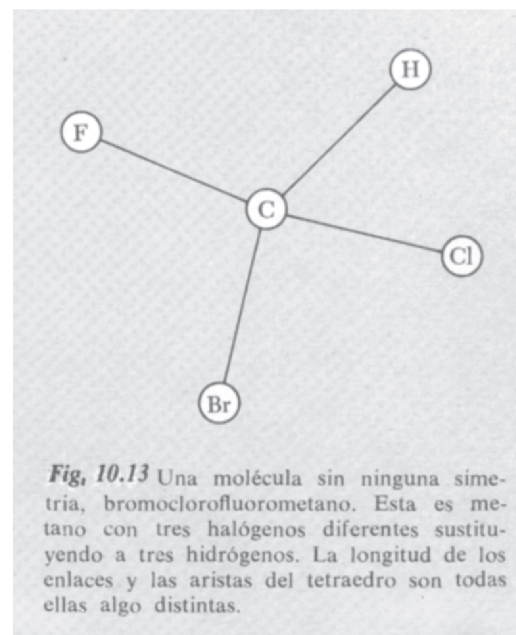 H
F
C
Cl
Br
Fig. 10.13 Una molécula sin ninguna sime-
tría, bromoclorofluorometano. Esta es me-
tano con tres halógenos diferentes sustitu-
yendo a tres hidrógenos. La longitud de los
enlaces y las aristas del tetraedro son todas
ellas algo distintas.